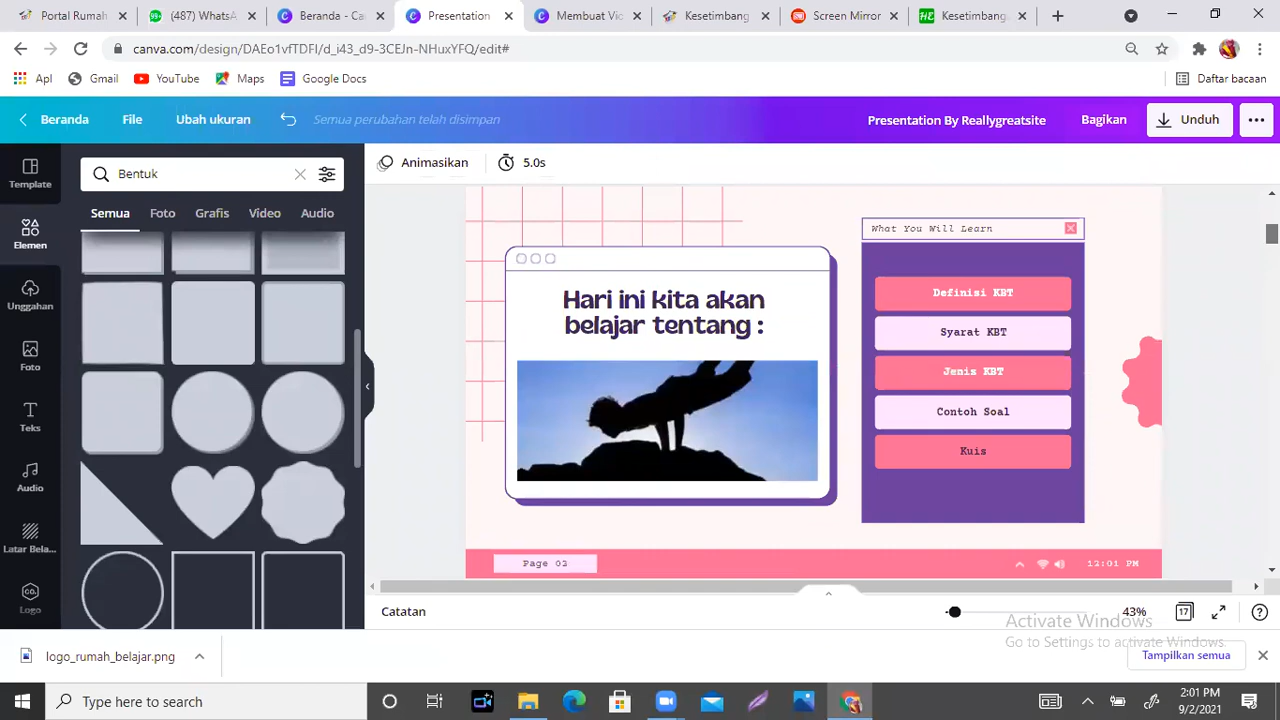 Portal Rum
(487) WhatsA
Beranda - Ca
Presentation
Membuat Vi
Kesetimbang
Screen Mirror
Kesetimbang
canva.com/design/DAEo1vfTDFI/d_i43_d9-3CEJn-NHuxYFQ/edit#
Apl
Gmail
YouTube
Maps
Google Docs
Daftar bacaan
Beranda
File
Ubah ukuran
Semua perubahan telah disimpan
Presentation By Reallygreatsite
Bagikan
Unduh
Template
Elemen
Unggahan
Foto
Teks
Audio
Latar Bela...
Logo
Bentuk
Semua
Foto
Grafis
Video
Audio
Animasikan
5.0s
Hari ini kita akan
belajar tentang :
What You Will Learn
Definisi KBT
Syarat KBT
Jenis KBT
Contoh Soal
Kuis
Page 02
12:01 PM
Catatan
43%
17
Activate Windows
Go to Settings to activate Windows.
logo_rumah_belajar.png
Tampilkan semua
Type here to search
2:01 PM
9/2/2021